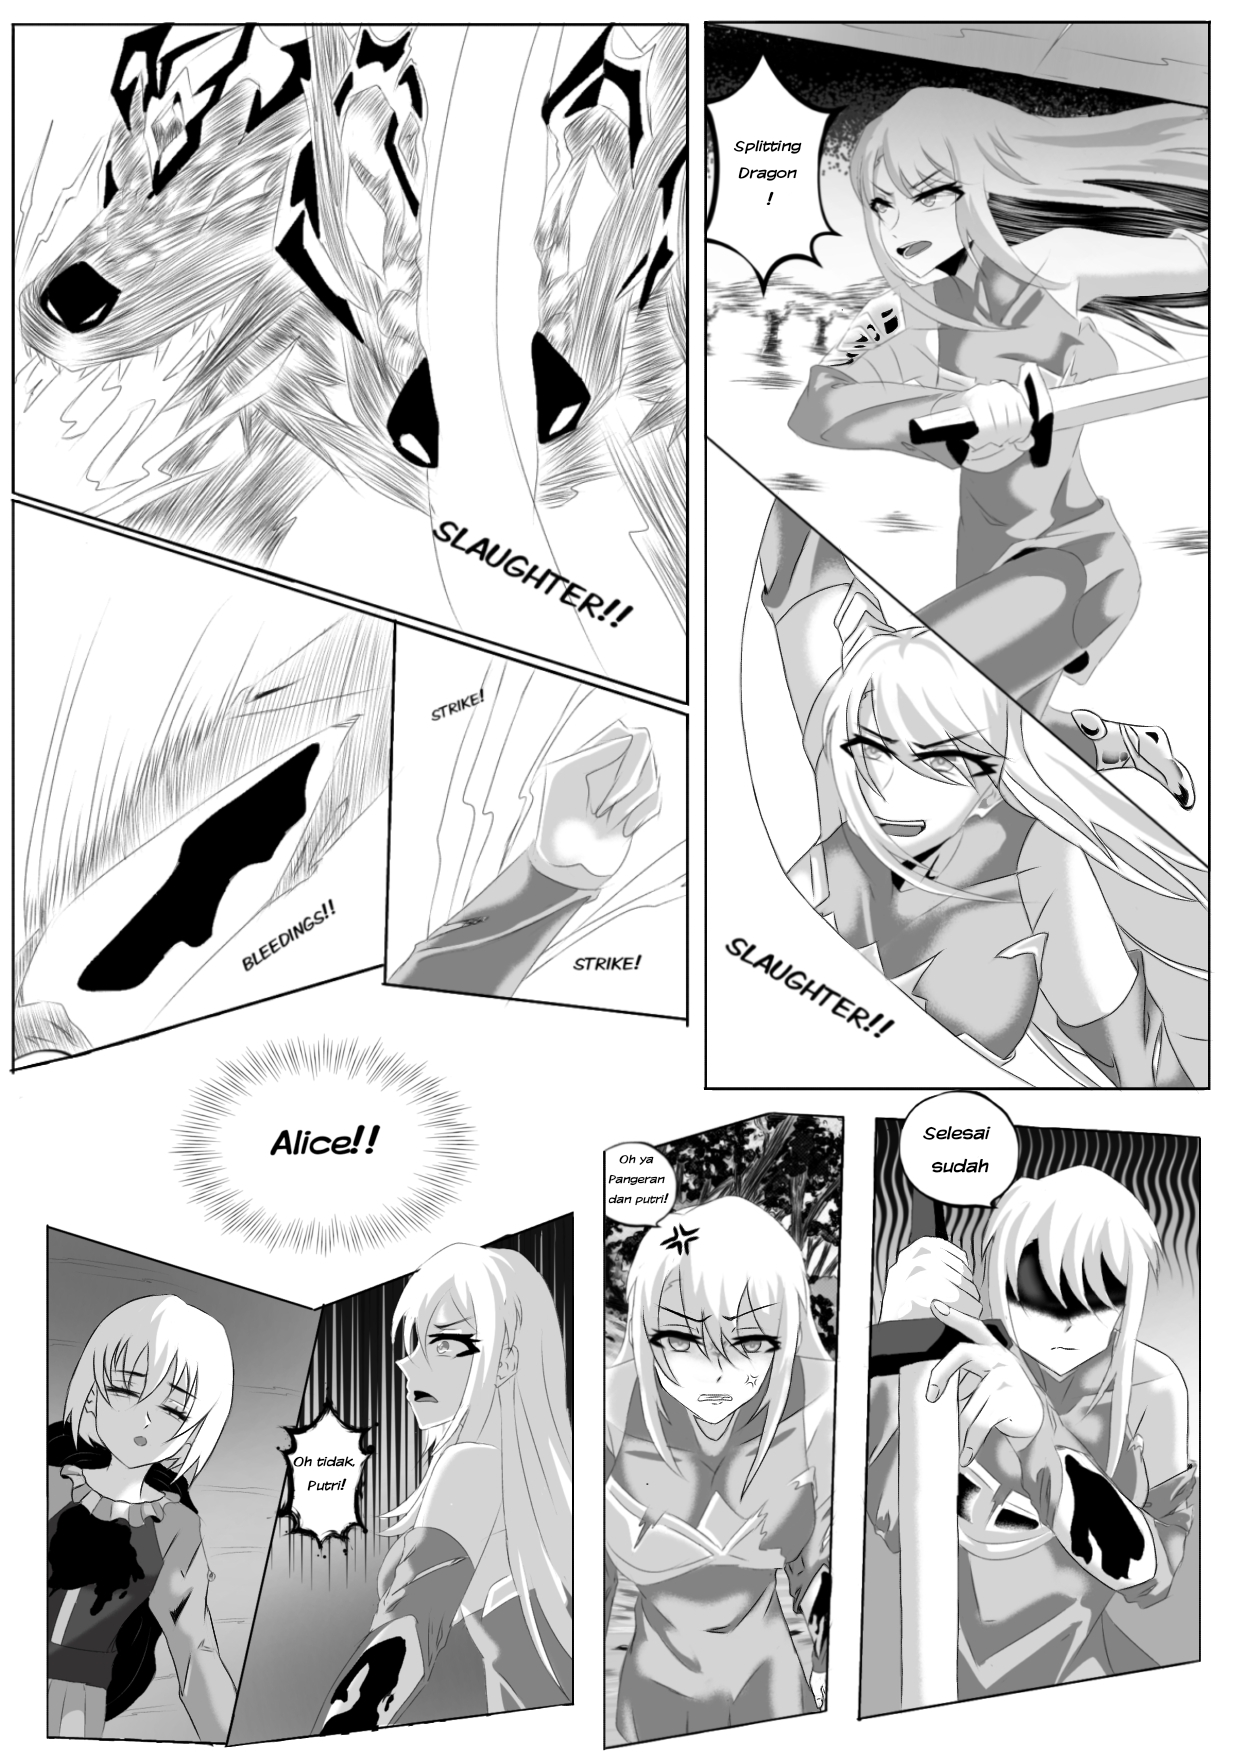 Splitting
Dragon
!
SLAUGHTER!!
SLAUGHTER!!
STRIKE!
STRIKE!
BLEEDINGS!!
Selesai
sudah
Oh ya
Pangeran
dan putri!
Alice!!
Oh tidak,
Putri!